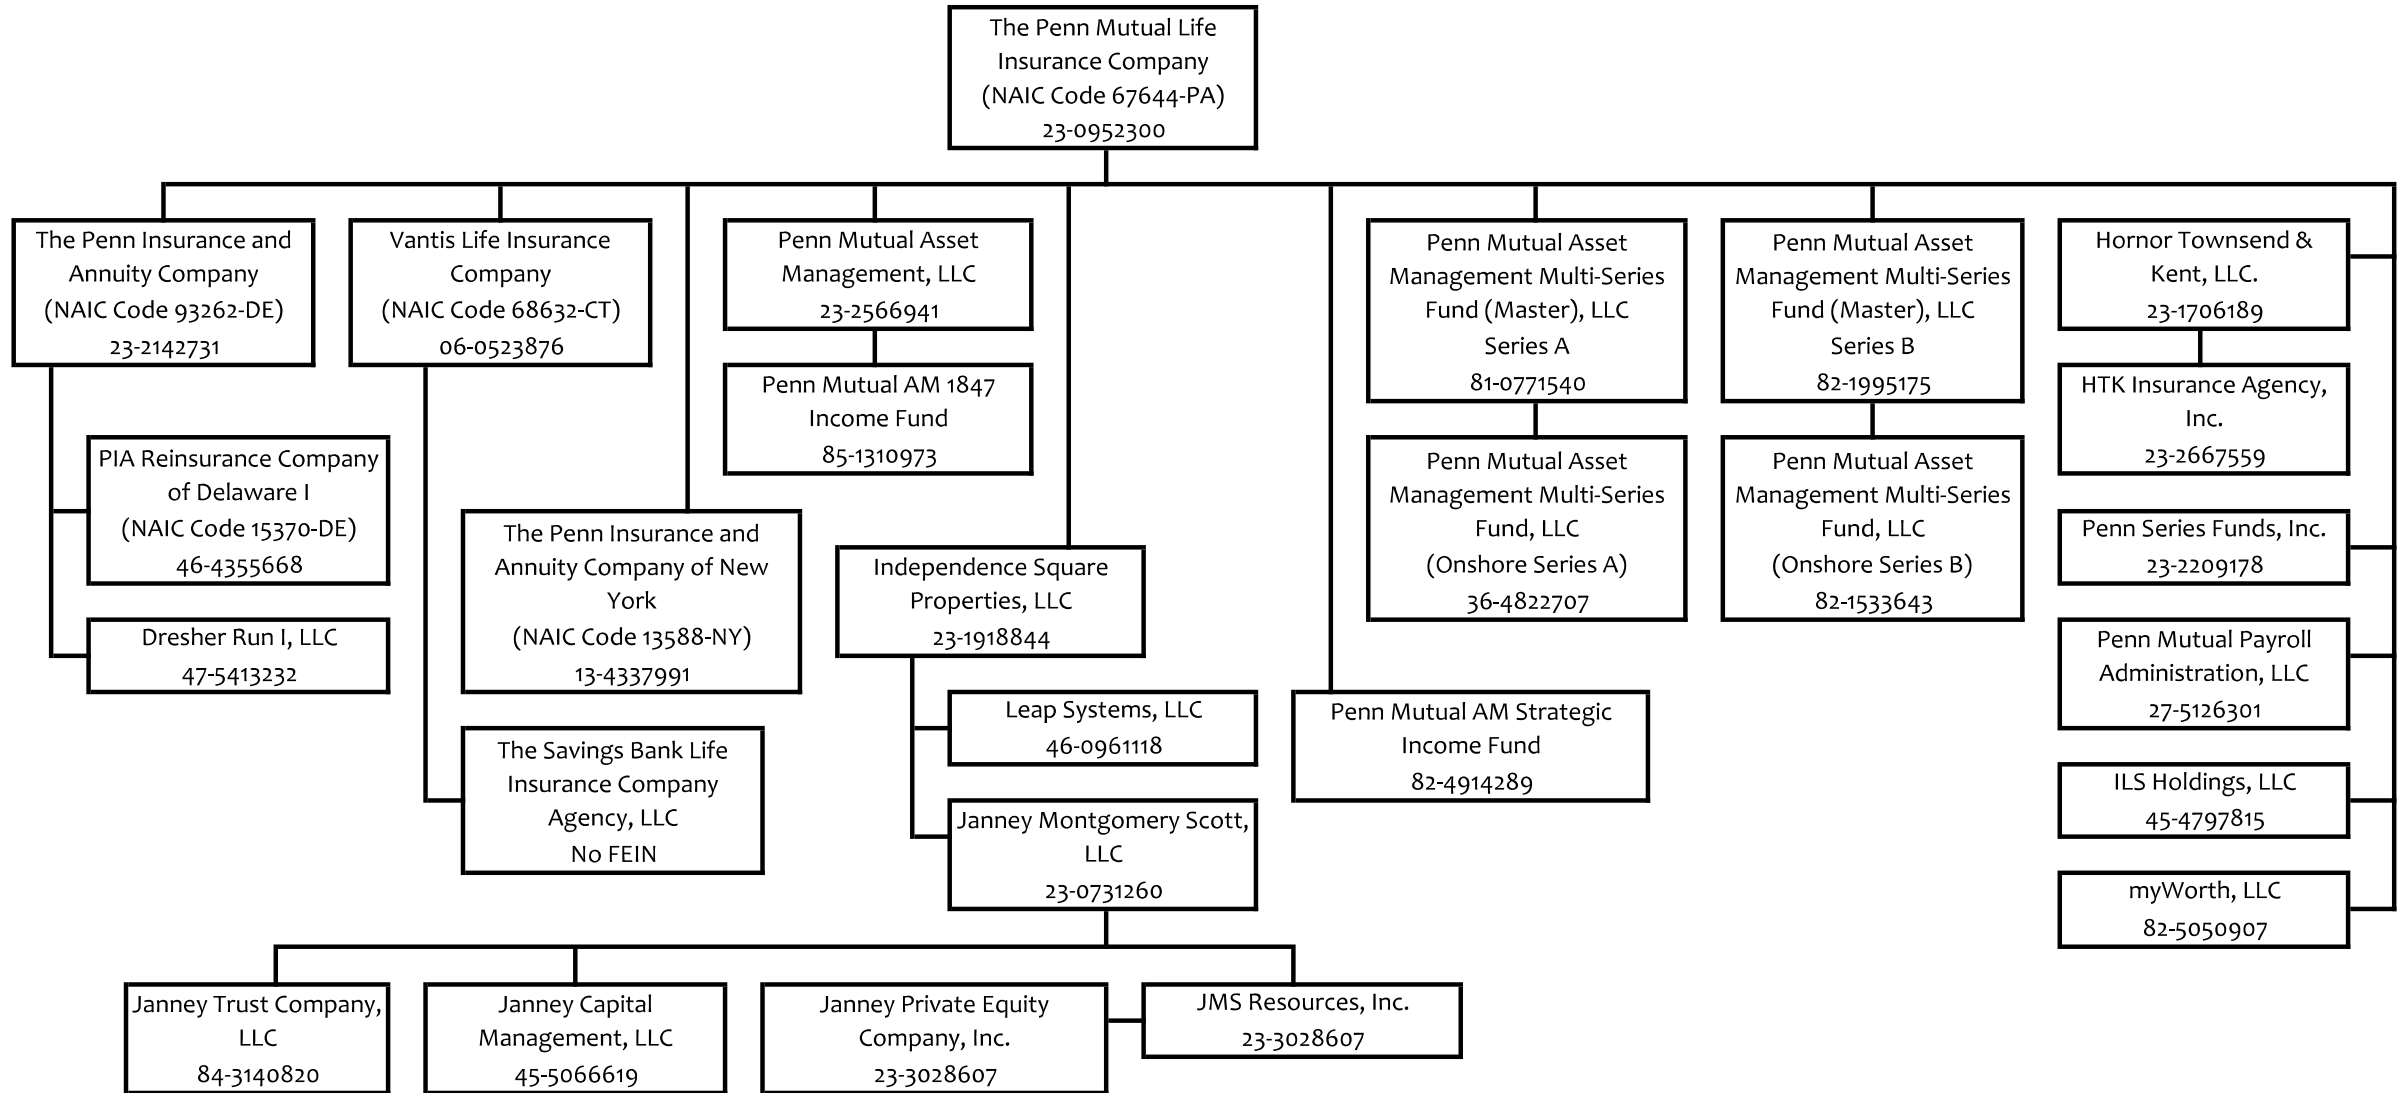 The Penn Mutual Life
Insurance Company
(NAIC Code 67644-PA)
23-0952300
The Penn Insurance and
Annuity Company
(NAIC Code 93262-DE)
23-2142731
Vantis Life Insurance
Company
(NAIC Code 68632-CT)
06-0523876
Penn Mutual Asset
Management, LLC
23-2566941
Penn Mutual Asset
Management Multi-Series
Fund (Master), LLC
Series A
81-0771540
Penn Mutual Asset
Management Multi-Series
Fund (Master), LLC
Series B
82-1995175
Hornor Townsend &
Kent, LLC.
23-1706189
Penn Mutual AM 1847
Income Fund
85-1310973
HTK Insurance Agency,
Inc.
23-2667559
PIA Reinsurance Company
of Delaware I
(NAIC Code 15370-DE)
46-4355668
Penn Mutual Asset
Management Multi-Series
Fund, LLC
(Onshore Series A)
36-4822707
Penn Mutual Asset
Management Multi-Series
Fund, LLC
(Onshore Series B)
82-1533643
The Penn Insurance and
Annuity Company of New
York
(NAIC Code 13588-NY)
13-4337991
Penn Series Funds, Inc.
23-2209178
Independence Square
Properties, LLC
23-1918844
Dresher Run I, LLC
47-5413232
Penn Mutual Payroll
Administration, LLC
27-5126301
Leap Systems, LLC
46-0961118
Penn Mutual AM Strategic
Income Fund
82-4914289
The Savings Bank Life
Insurance Company
Agency, LLC
No FEIN
ILS Holdings, LLC
45-4797815
Janney Montgomery Scott,
LLC
23-0731260
myWorth, LLC
82-5050907
Janney Trust Company,
LLC
84-3140820
Janney Capital
Management, LLC
45-5066619
Janney Private Equity
Company, Inc.
23-3028607
JMS Resources, Inc.
23-3028607